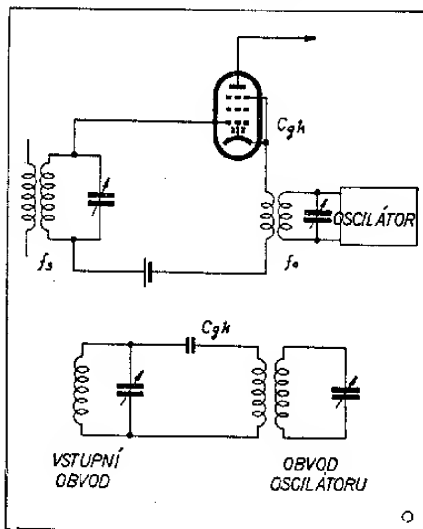 Cgk
fs
fo
OSCILÁTOR
Cgk
VSTUPNÍ
OBVOD
OBVOD
OSCILÁTORU